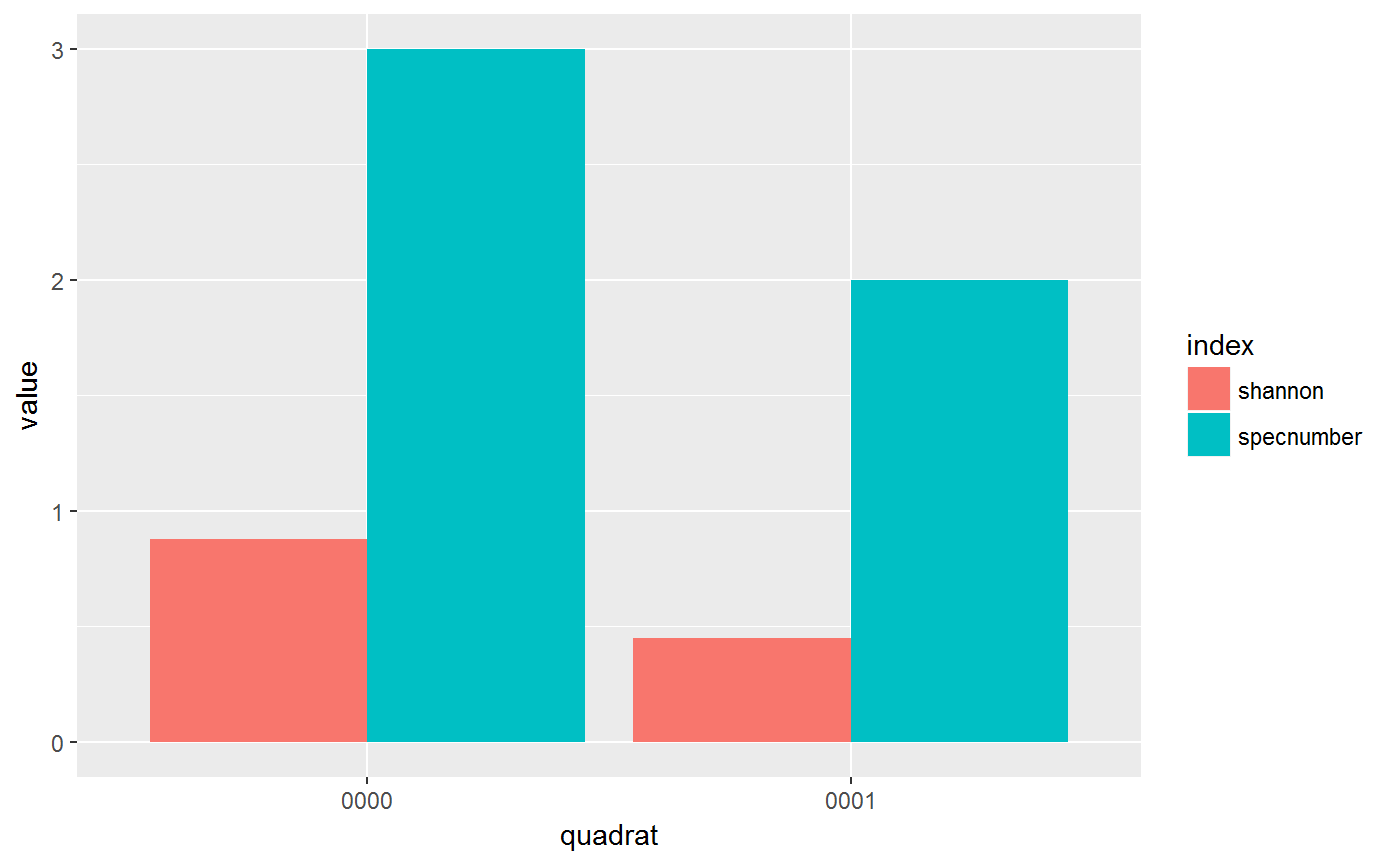 3
2
1
0
value
0000
0001
quadrat
index
shannon
specnumber